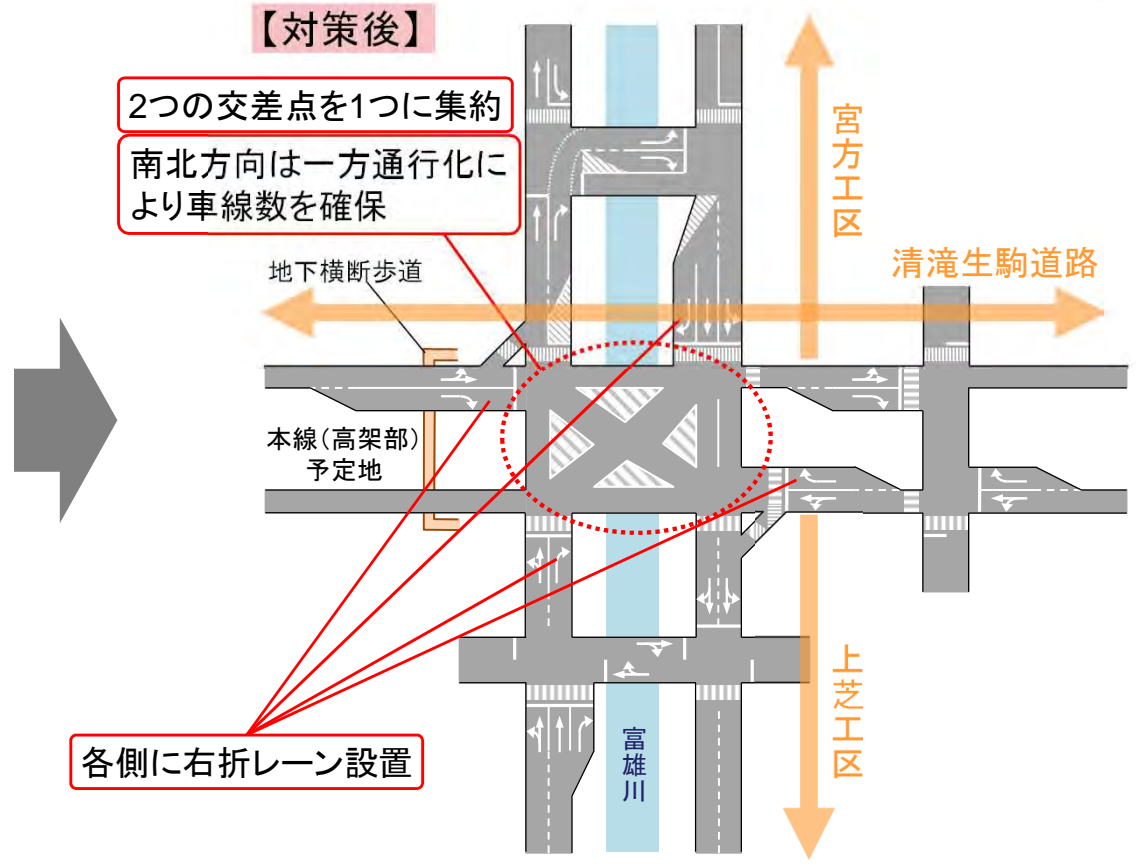 【対策後】
2つの交差点を1つに集約
南北方向は一方通行化に
より車線数を確保
地下横断歩道
宮方工区
清滝生駒道路
本線(高架部)
予定地
上芝工区
富雄川
各側に右折レーン設置